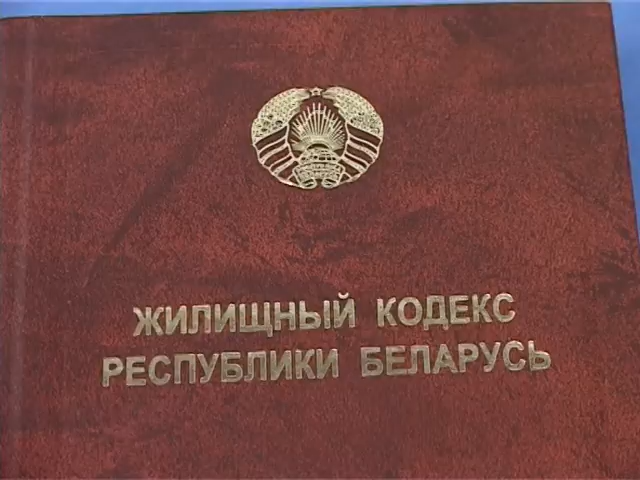 ЖИЛИЩНЫЙ КОДЕКС
РЕСПУБЛИКИ БЕЛАРУСЬ